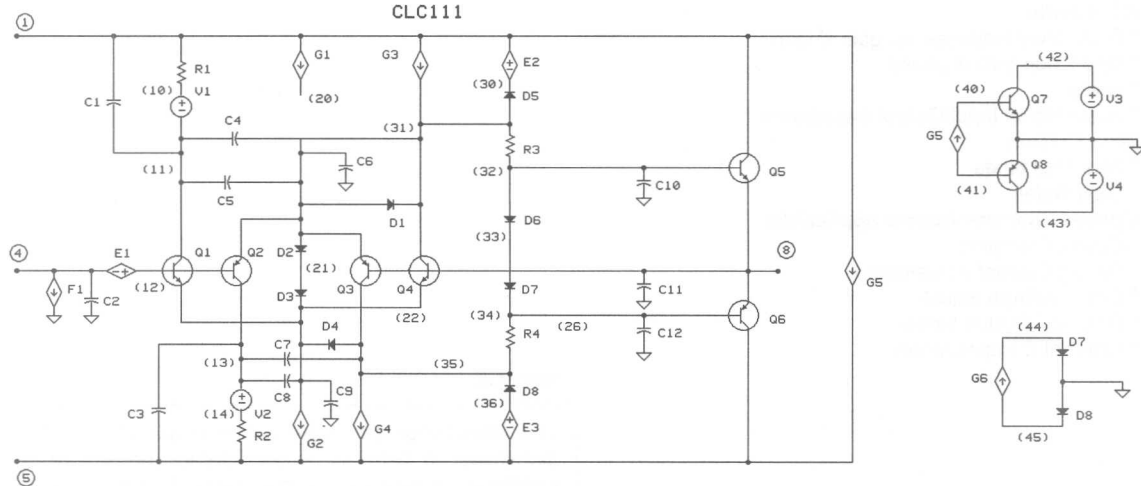 CLC111
1
G1
G3
E2
R1
(10)
V1
(20)
(30)
D5
C1
C4
(31)
R3
(11)
C6
(32)
C5
C10
Q5
D1
D6
4
E1
Q1
Q2
D2
(21)
(33)
8
(12)
Q3
Q4
F1
C2
D3
(22)
D7
C11
G5
D4
(34)
(26)
Q6
C7
R4
C12
(13)
(35)
C8
C9
D8
C3
(14)
V2
R2
G2
G4
(36)
E3
5
(42)
(40)
Q7
V3
G5
Q8
(41)
V4
(43)
(44)
D7
G6
D8
(45)